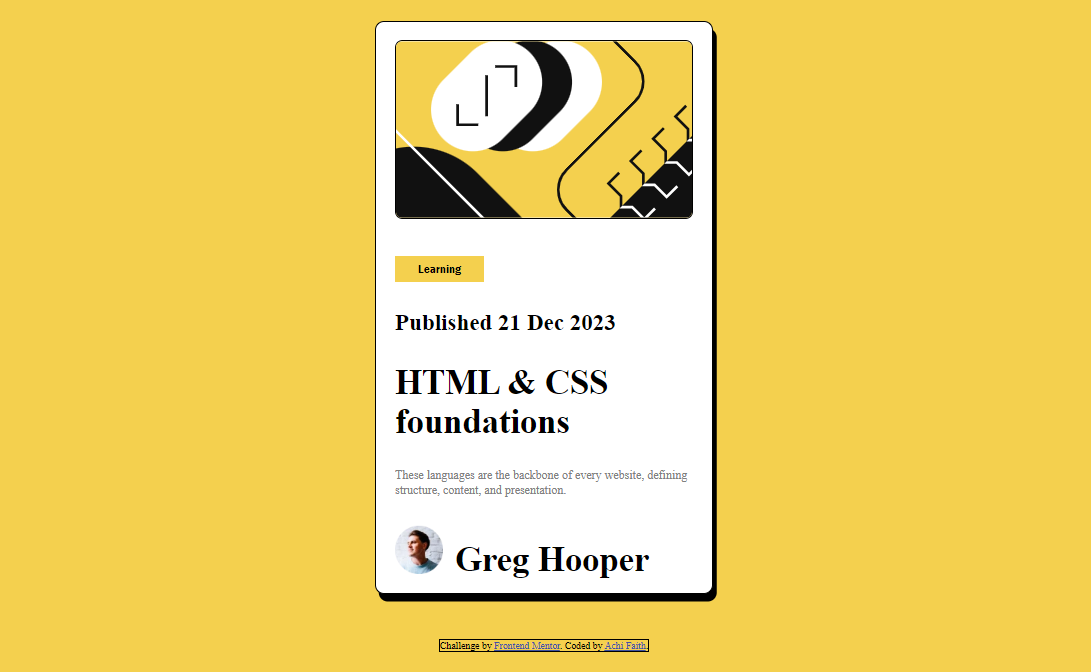 Learning
Published 21 Dec 2023
HTML & CSS
foundations
These languages are the backbone of every website, defining
structure, content, and presentation.
Greg Hooper
Challenge by Frontend Mentor. Coded by Achi Faith.